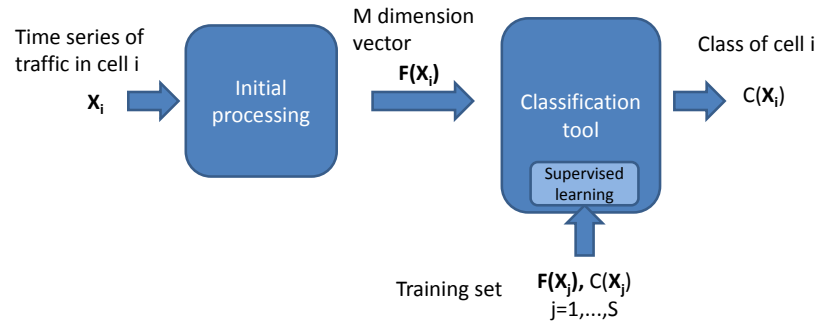 Time series of
traffic in cell i
X_i
Initial
processing
M dimension
vector
F(X_i)
Classification
tool
Supervised
learning
Class of cell i
C(X_i)
Training set
F(X_j), C(X_j)
j=1,...,S